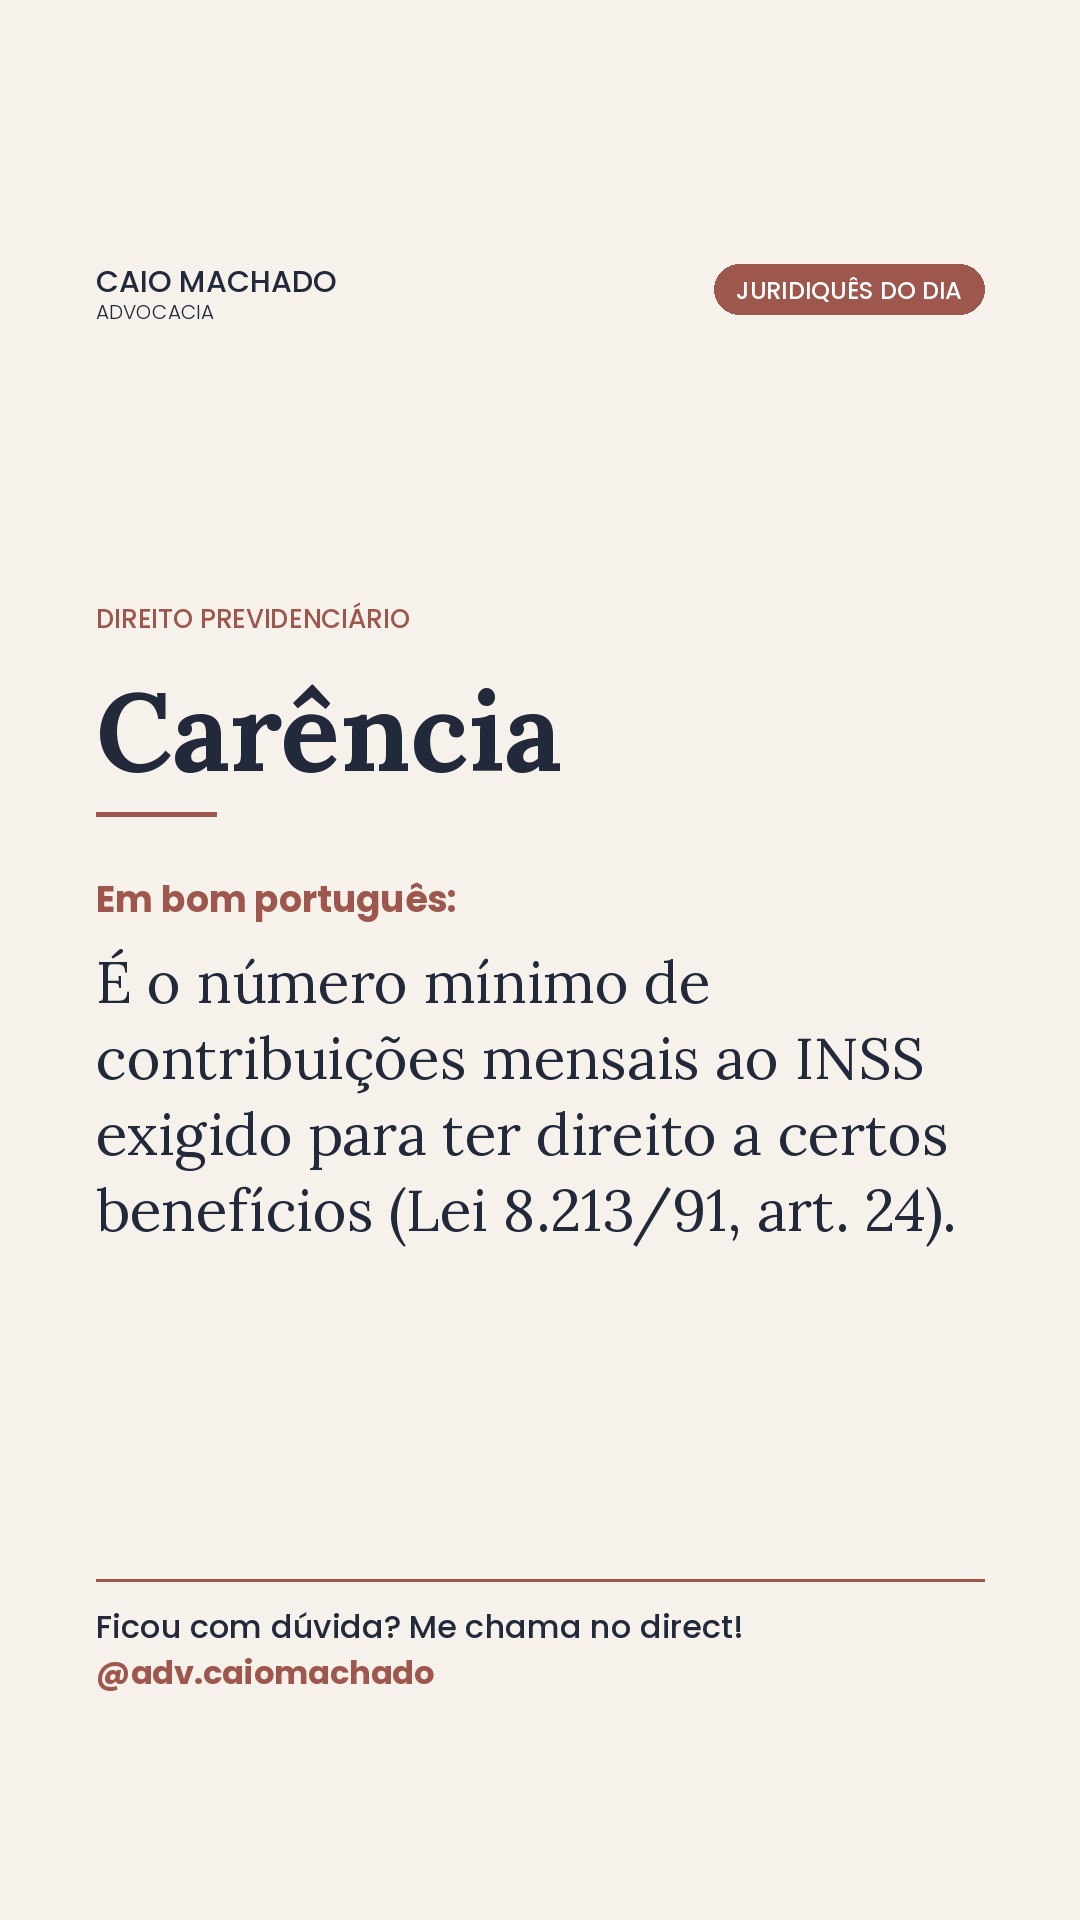 CAIO MACHADO
ADVOCACIA
JURIDIQUÊS DO DIA
DIREITO PREVIDENCIÁRIO
Carência
Em bom português:
É o número mínimo de
contribuições mensais ao INSS
exigido para ter direito a certos
benefícios (Lei 8.213/91, art. 24).
Ficou com dúvida? Me chama no direct!
@adv.caiomachado